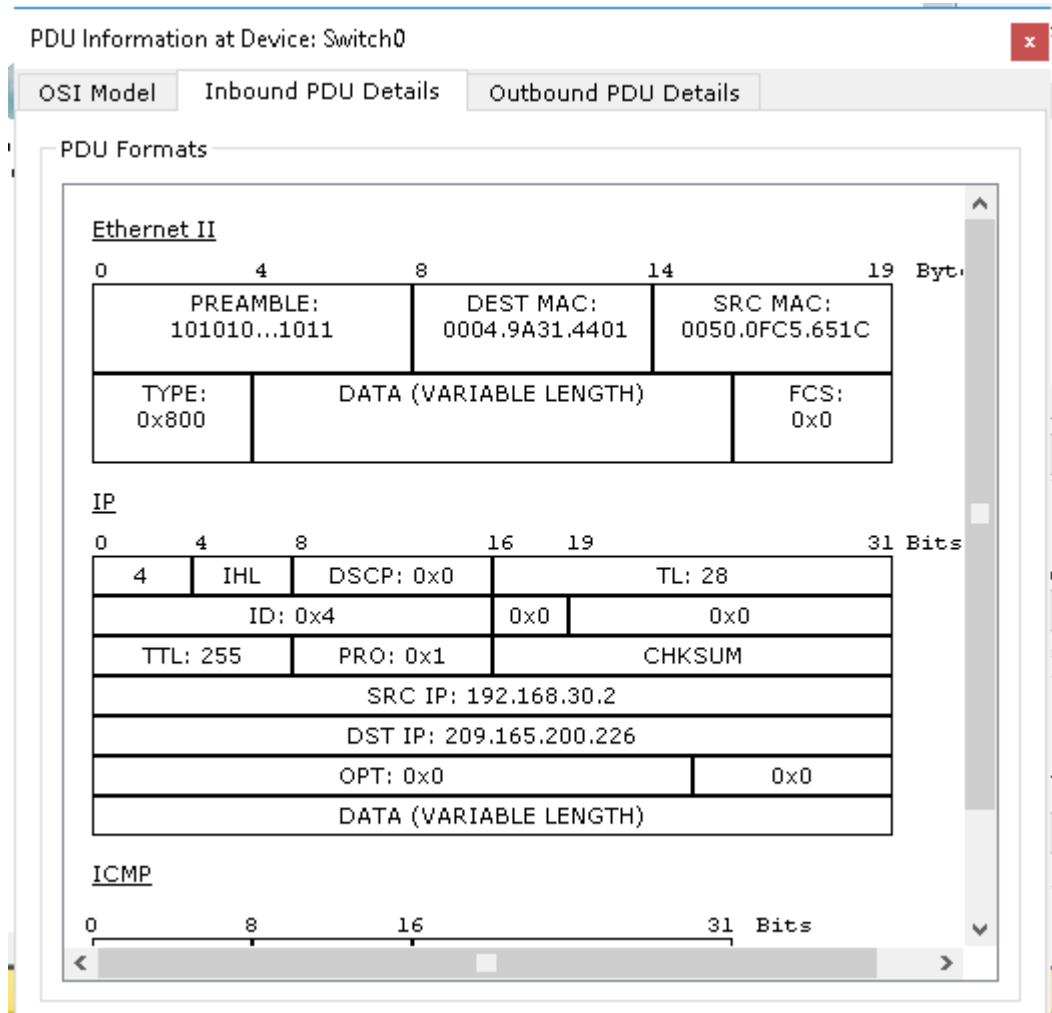 PDU Information at Device: Switch0
x
OSI Model Inbound PDU Details Outbound PDU Details
PDU Formats
Ethernet II
0 4 8 14 19
PREAMBLE: DEST MAC: SRC MAC:
101010...1011 0004.9A31.4401 0050.0FC5.651C
TYPE: DATA (VARIABLE LENGTH) FCS:
0x800 0x0
IP
0 4 8 16 19 31 Bits
4 IHL DSCP: 0x0 TL: 28
ID: 0x4 0x0 0x0
TTL: 255 PRO: 0x1 CHKSUM
SRC IP: 192.168.30.2
DST IP: 209.165.200.226
OPT: 0x0 0x0
DATA (VARIABLE LENGTH)
ICMP
0 8 16 31 Bits